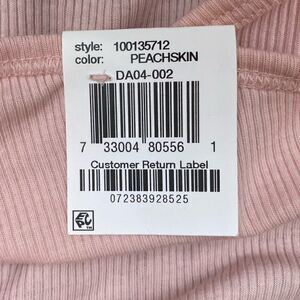 style: 100135712
color: PEACHSKIN
DA04-002
7 33004 80556 1
Customer Return Label
072383928525